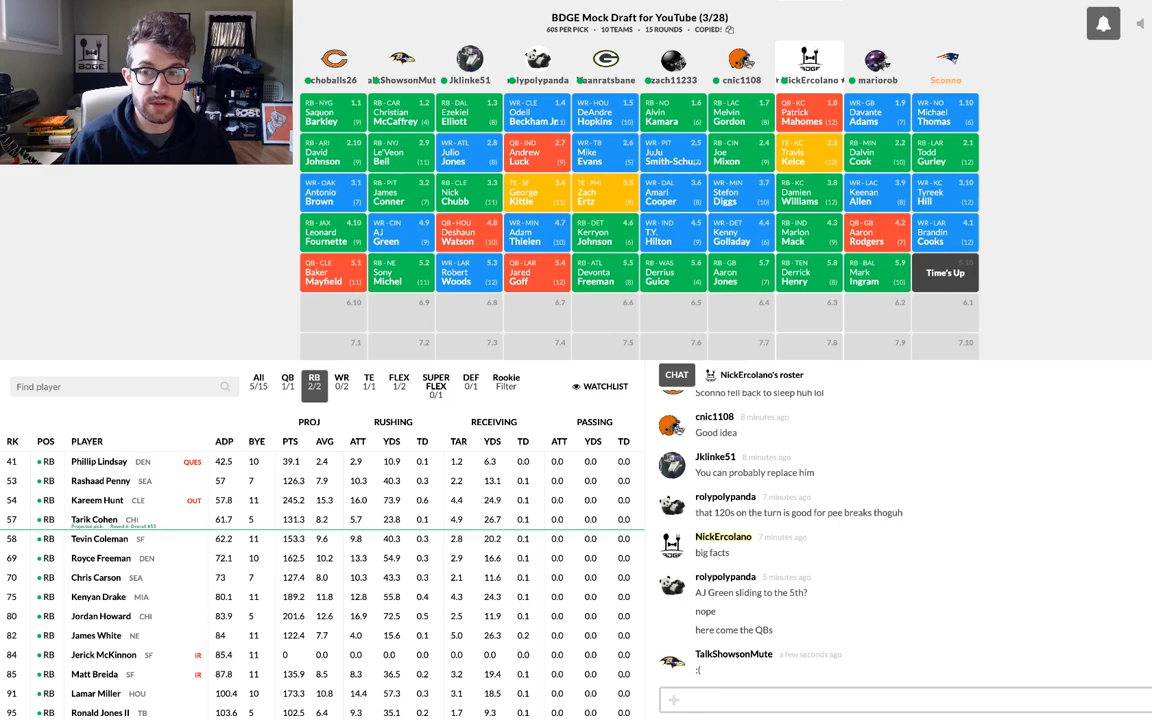 BDGE Mock Draft for YouTube (3/28)
60S PER PICK • 10 TEAMS • 15 ROUNDS • COPIED!
BDGE
choballs26 TalkShowsonMut Jklinke51 rolypolypanda zach11233 cnic1108 NickErcolano mariorob Sconno
RB - NYG 1.1 RB - CAR 1.2 RB - DAL 1.3 WR - CLE 1.4 WR - HOU 1.5 RB - NO 1.6 RB - LAC 1.7 QB - KC 1.8 WR - GB 1.9 WR - NO 1.10
Saquon Christian Ezekiel Odell DeAndre Alvin Melvin Patrick Davante Michael
Barkley (9) McCaffrey (4) Elliott (8) Beckham Jr. Hopkins (10) Kamara (6) Gordon (8) Mahomes (12) Adams (7) Thomas (6)
RB - ARI 2.10 RB - NYJ 2.9 WR - ATL 2.8 QB - IND 2.7 WR - TB 2.6 WR - PIT 2.5 RB - CIN 2.4 TE - KC 2.3 RB - MIN 2.2 RB - LAR 2.1
David Le'Veon Julio Andrew Mike JuJu Joe Travis Dalvin Todd
Johnson (9) Bell (11) Jones (8) Luck (9) Evans (5) Smith-Schu. Mixon (9) Kelce (12) Cook (10) Gurley (12)
WR - OAK 3.1 RB - PIT 3.2 RB - CLE 3.3 TE - SF 3.4 TE - PHI 3.5 WR - DAL 3.6 WR - MIN 3.7 RB - KC 3.8 WR - LAC 3.9 WR - KC 3.10
Antonio James Nick George Zach Amari Stefon Damien Keenan Tyreek
Brown (7) Conner (7) Chubb (11) Kittle (11) Ertz (9) Cooper (8) Diggs (10) Williams (12) Allen (8) Hill (12)
RB - JAX 4.10 WR - CIN 4.9 QB - HOU 4.8 WR - MIN 4.7 RB - DET 4.6 WR - IND 4.5 WR - DET 4.4 RB - IND 4.3 QB - GB 4.2 WR - LAR 4.1
Leonard AJ Deshaun Adam Kerryon T.Y. Kenny Marlon Aaron Brandin
Fournette (9) Green (9) Watson (10) Thielen (10) Johnson (6) Hilton (9) Golladay (6) Mack (9) Rodgers (7) Cooks (12)
QB - CLE 5.1 RB - NE 5.2 WR - LAR 5.3 QB - LAR 5.4 RB - ATL 5.5 RB - WAS 5.6 RB - GB 5.7 RB - TEN 5.8 RB - BAL 5.9 5.10
Baker Sony Robert Jared Devonta Derrius Aaron Derrick Mark Time's Up
Mayfield (11) Michel (11) Woods (12) Goff (12) Freeman (8) Guice (4) Jones (7) Henry (8) Ingram (10)
6.10 6.9 6.8 6.7 6.6 6.5 6.4 6.3 6.2 6.1
7.1 7.2 7.3 7.4 7.5 7.6 7.7 7.8 7.9 7.10
Find player
All QB RB WR TE FLEX SUPER FLEX DEF Rookie Filter
5/15 1/1 2/2 0/2 1/1 1/2 0/1 0/1
WATCHLIST
PROJ RUSHING RECEIVING PASSING
RK POS PLAYER ADP BYE PTS AVG ATT YDS TD TAR YDS TD ATT YDS TD
41 RB Phillip Lindsay DEN QUES 42.5 10 39.1 2.4 2.9 10.9 0.1 1.2 6.3 0.0 0.0 0.0 0.0
53 RB Rashaad Penny SEA 57 7 126.3 7.9 10.3 40.3 0.3 2.2 13.1 0.1 0.0 0.0 0.0
54 RB Kareem Hunt CLE OUT 57.8 11 245.2 15.3 16.0 73.9 0.6 4.4 24.9 0.1 0.0 0.0 0.0
57 RB Tarik Cohen CHI 61.7 5 131.3 8.2 5.7 23.8 0.1 4.9 26.7 0.1 0.0 0.0 0.0
Projected pick: Round 6, Overall #53
58 RB Tevin Coleman SF 62.2 11 153.3 9.6 9.8 40.3 0.3 2.8 20.2 0.1 0.0 0.0 0.0
69 RB Royce Freeman DEN 72.1 10 162.5 10.2 13.3 54.9 0.3 2.9 16.6 0.1 0.0 0.0 0.0
70 RB Chris Carson SEA 73 7 127.4 8.0 10.3 43.3 0.3 2.1 11.6 0.1 0.0 0.0 0.0
75 RB Kenyan Drake MIA 80.1 11 189.2 11.8 12.8 55.8 0.4 4.3 24.3 0.1 0.0 0.0 0.0
80 RB Jordan Howard CHI 83.9 5 201.6 12.6 16.9 72.5 0.5 2.5 11.9 0.1 0.0 0.0 0.0
82 RB James White NE 84 11 122.4 7.7 4.0 15.6 0.1 5.0 26.3 0.2 0.0 0.0 0.0
84 RB Jerick McKinnon SF IR 85.4 11 0 0.0 0.0 0.0 0.0 0.0 0.0 0.0 0.0 0.0
85 RB Matt Breida SF IR 87.8 11 135.9 8.5 8.3 36.5 0.2 3.2 19.4 0.1 0.0 0.0 0.0
91 RB Lamar Miller HOU 100.4 10 173.3 10.8 14.4 57.3 0.3 3.1 18.5 0.1 0.0 0.0 0.0
95 RB Ronald Jones II TB 103.6 5 102.5 6.4 9.3 35.1 0.2 1.7 9.3 0.1 0.0 0.0 0.0
CHAT NickErcolano's roster
Sconno fell back to sleep huh lol
cnic1108 8 minutes ago
Good idea
Jklinke51 8 minutes ago
You can probably replace him
rolypolypanda 7 minutes ago
that 120s on the turn is good for pee breaks thoguh
NickErcolano 7 minutes ago
big facts
rolypolypanda 5 minutes ago
AJ Green sliding to the 5th?
nope
here come the QBs
TalkShowsonMute a few seconds ago
:(